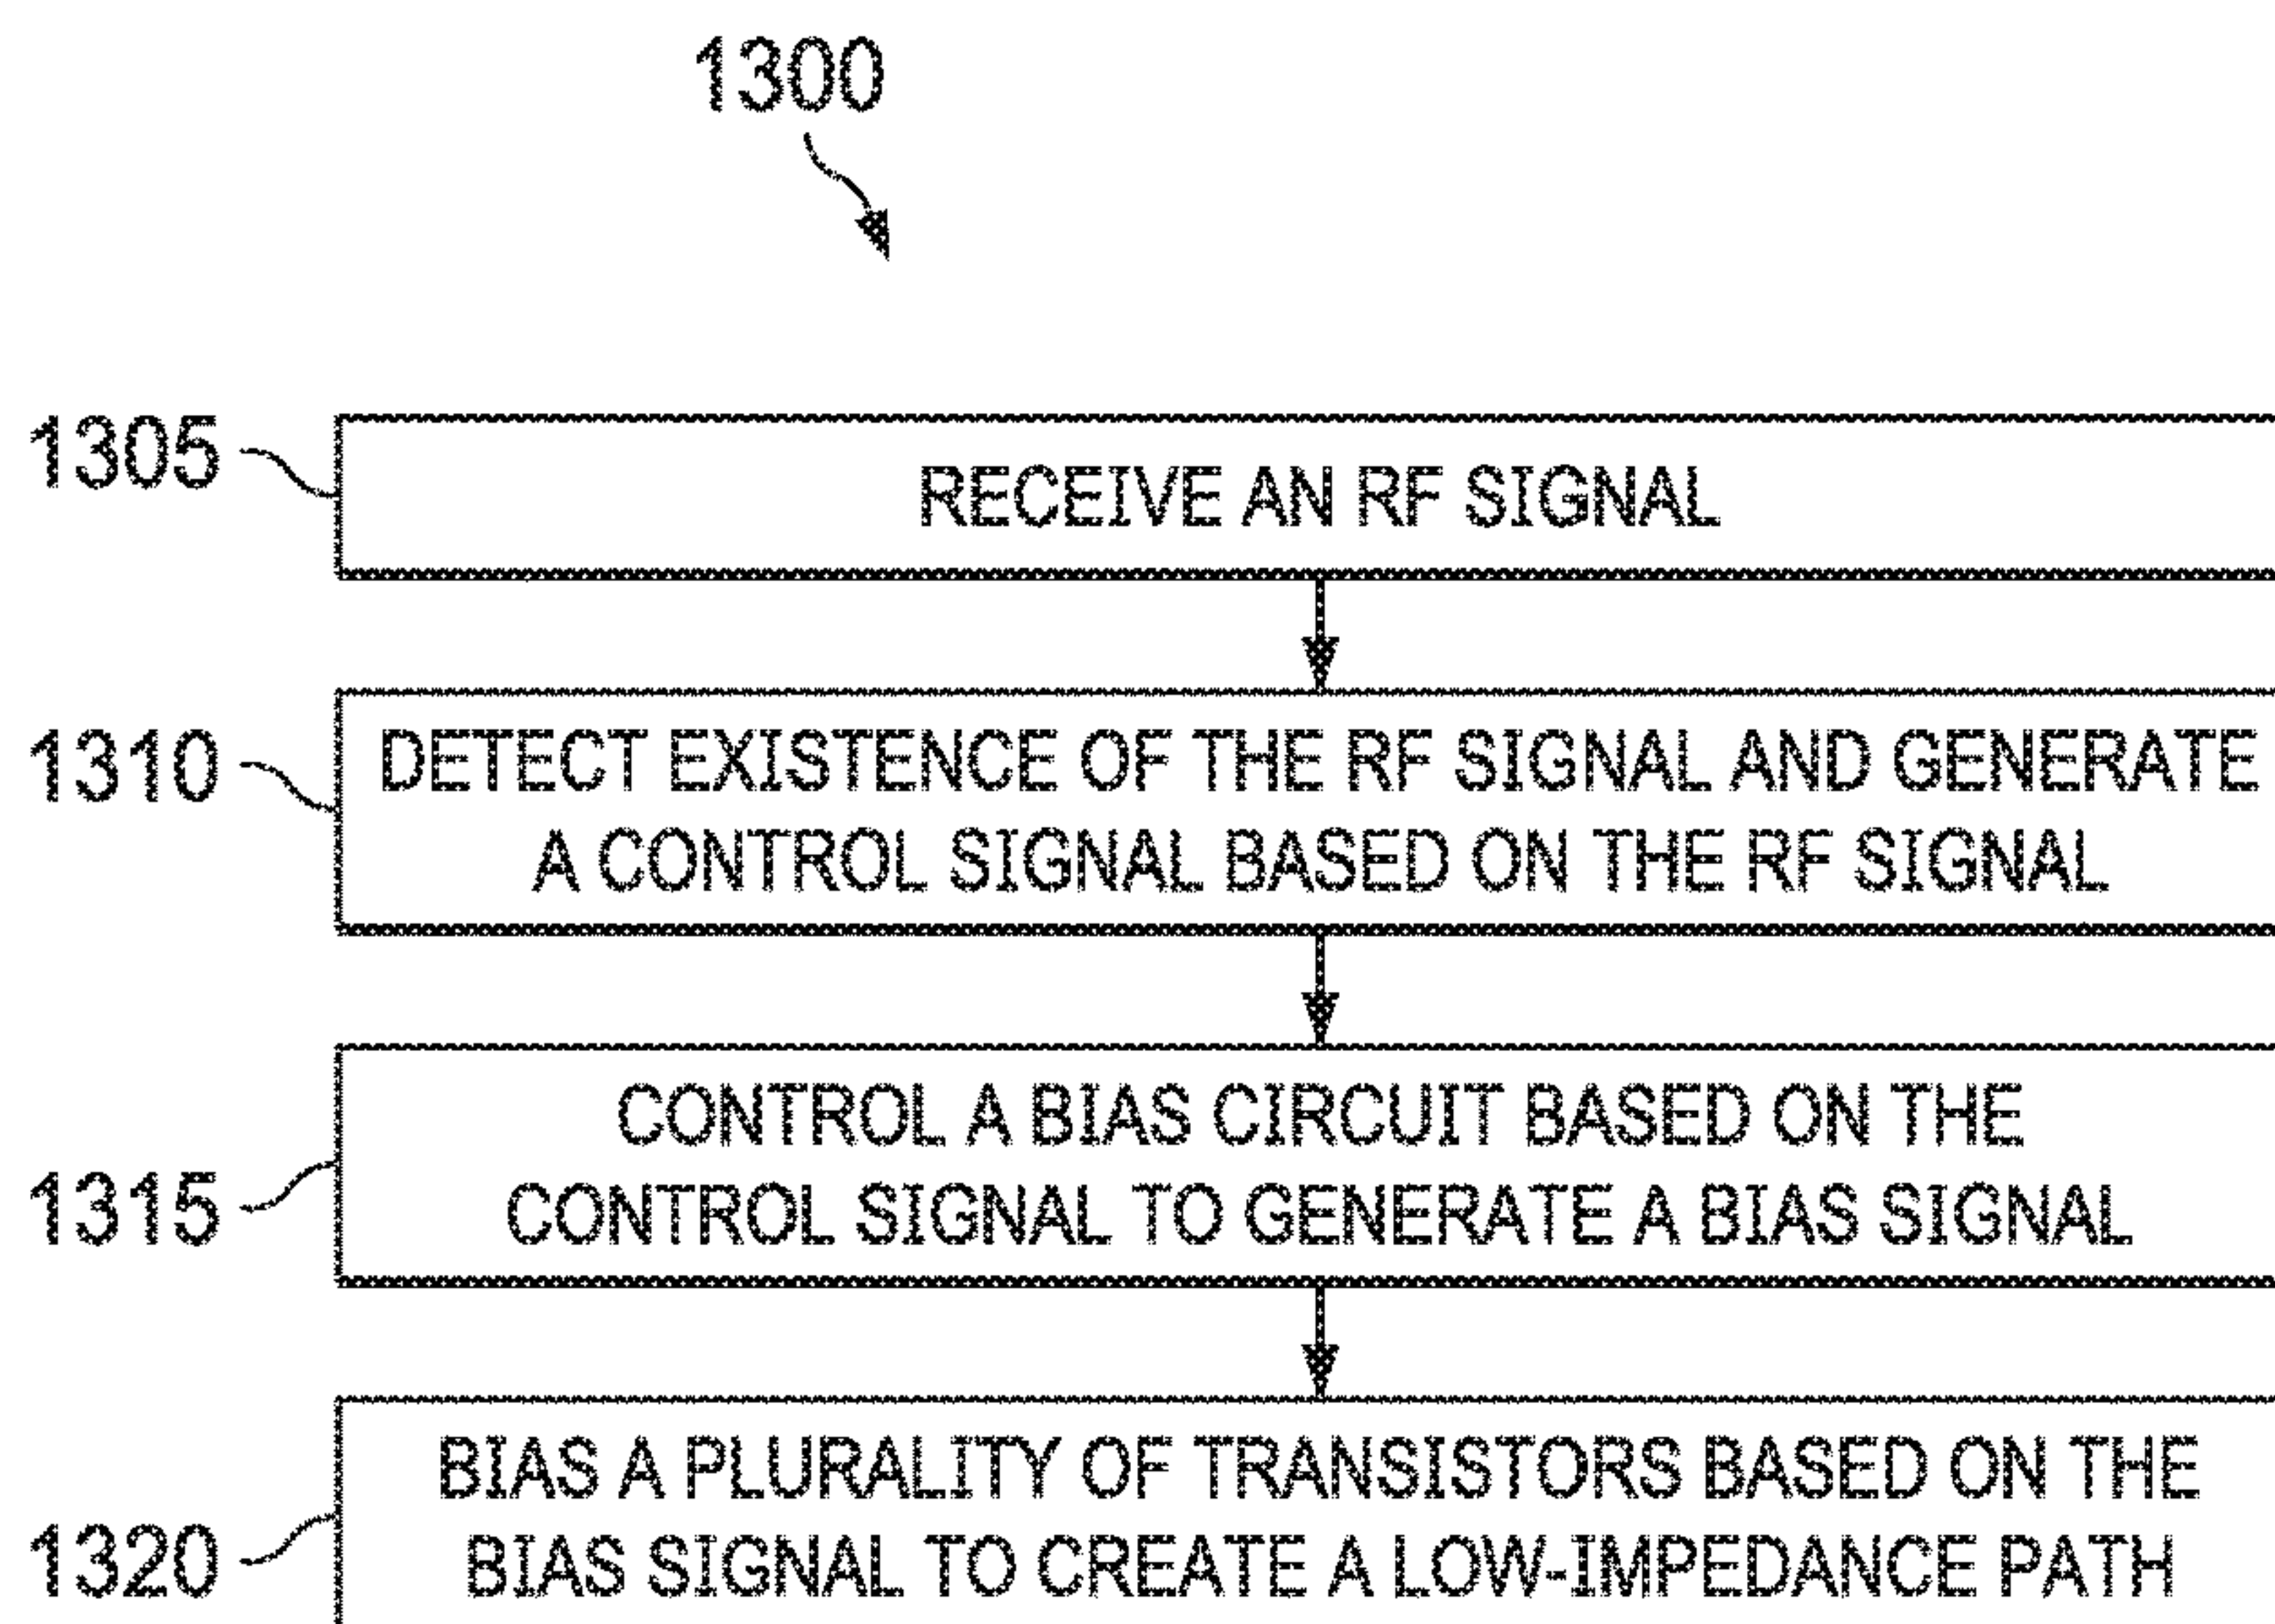 1300
1305
RECEIVE AN RF SIGNAL
1310
DETECT EXISTENCE OF THE RF SIGNAL AND GENERATE
A CONTROL SIGNAL BASED ON THE RF SIGNAL
CONTROL A BIAS CIRCUIT BASED ON THE
1315
CONTROL SIGNAL TO GENERATE A BIAS SIGNAL
BIAS A PLURALITY OF TRANSISTORS BASED ON THE
1320
BIAS SIGNAL TO CREATE A LOW-IMPEDANCE PATH